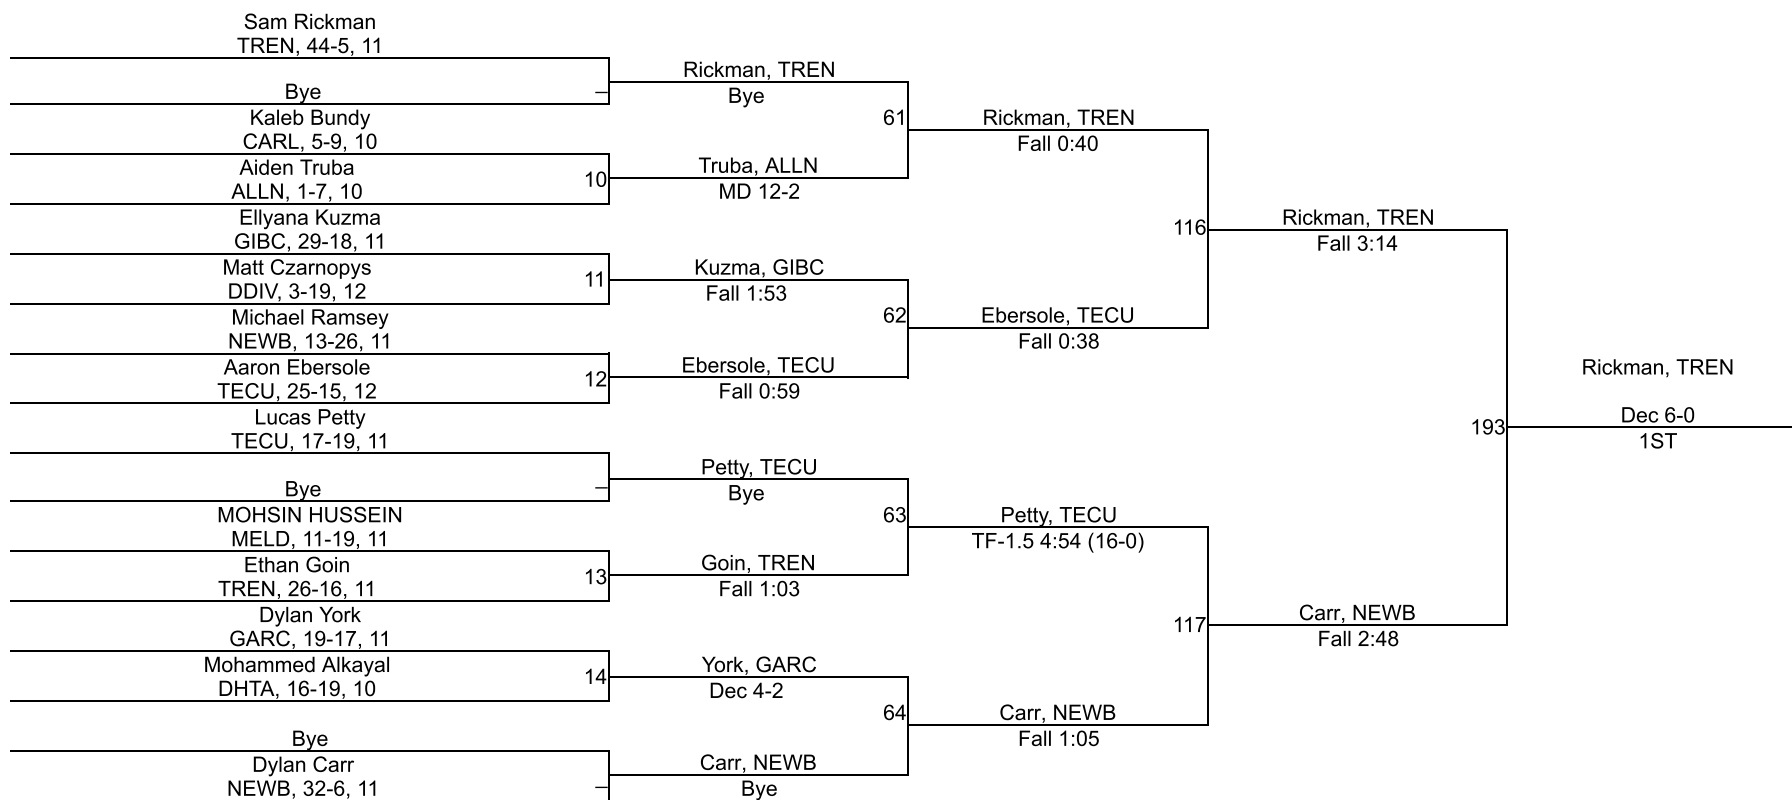 Sam Rickman
TREN, 44-5, 11
Bye
Kaleb Bundy
CARL, 5-9, 10
Aiden Truba
ALLN, 1-7, 10
Ellyana Kuzma
GIBC, 29-18, 11
Matt Czarnopys
DDIV, 3-19, 12
Michael Ramsey
NEWB, 13-26, 11
Aaron Ebersole
TECU, 25-15, 12
Lucas Petty
TECU, 17-19, 11
Bye
MOHSIN HUSSEIN
MELD, 11-19, 11
Ethan Goin
TREN, 26-16, 11
Dylan York
GARC, 19-17, 11
Mohammed Alkayal
DHTA, 16-19, 10
Bye
Dylan Carr
NEWB, 32-6, 11
–
10
11
12
–
13
14
–
Rickman, TREN
Bye
Truba, ALLN
MD 12-2
Kuzma, GIBC
Fall 1:53
Ebersole, TECU
Fall 0:59
Petty, TECU
Bye
Goin, TREN
Fall 1:03
York, GARC
Dec 4-2
Carr, NEWB
Bye
61
62
63
64
Rickman, TREN
Fall 0:40
Ebersole, TECU
Fall 0:38
Petty, TECU
TF-1.5 4:54 (16-0)
Carr, NEWB
Fall 1:05
116
117
Rickman, TREN
Fall 3:14
Carr, NEWB
Fall 2:48
193
Rickman, TREN
Dec 6-0
1ST